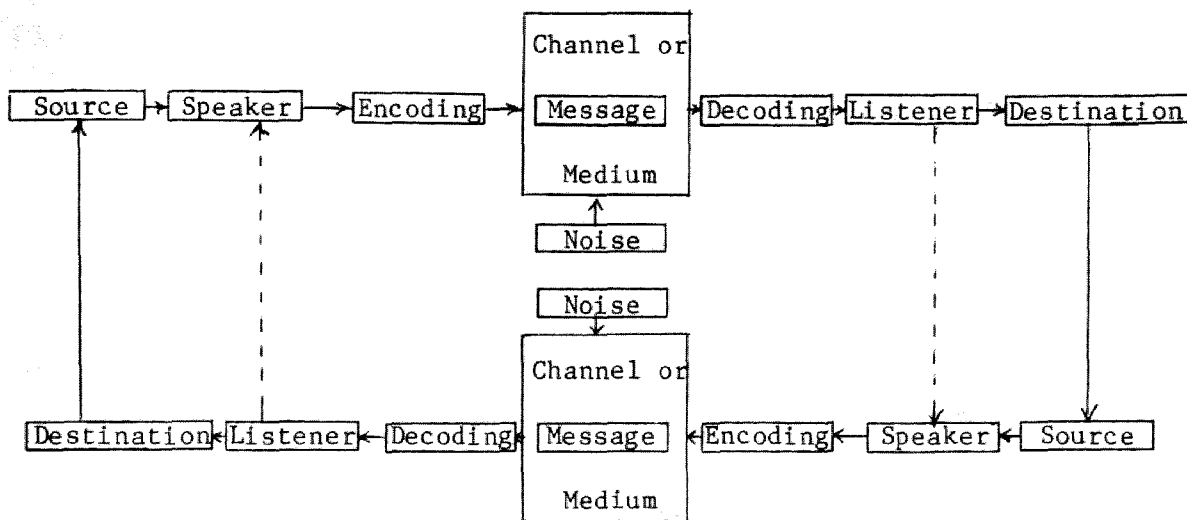 Channel or
Source Speaker Encoding Message Decoding Listener Destination
Medium
Noise
Noise
Channel or
Destination Listener Decoding Message Encoding Speaker Source
Medium